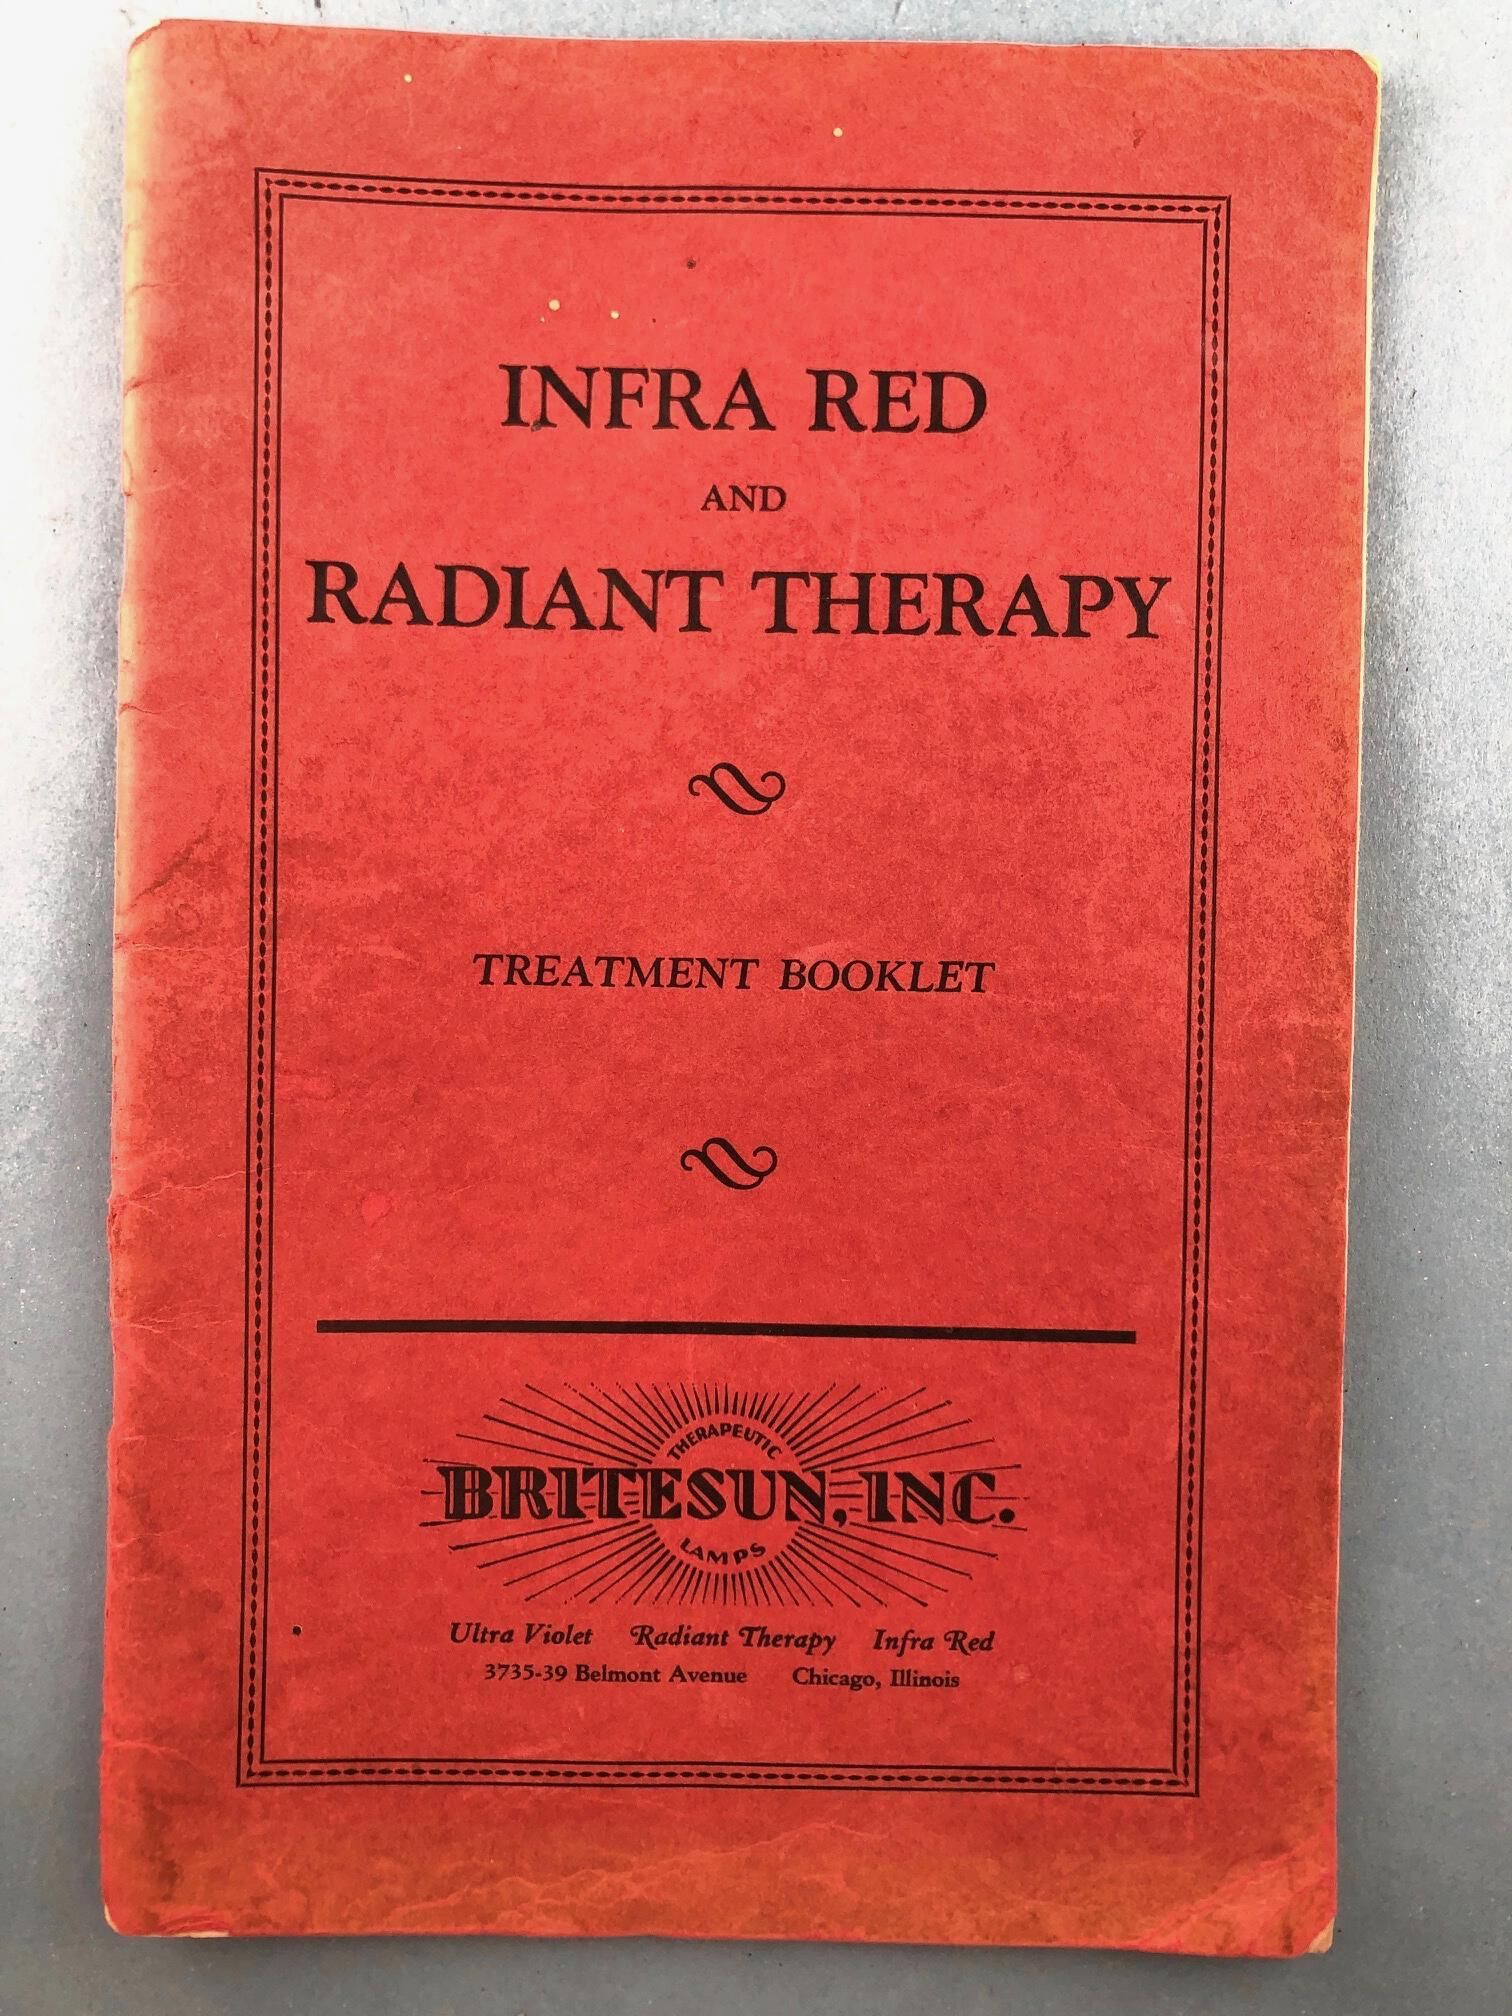 INFRA RED
AND
RADIANT THERAPY
TREATMENT BOOKLET
THERAPEUTIC
BRITESUN, INC.
LAMPS
Ultra Violet Radiant Therapy Infra Red
3735-39 Belmont Avenue Chicago, Illinois